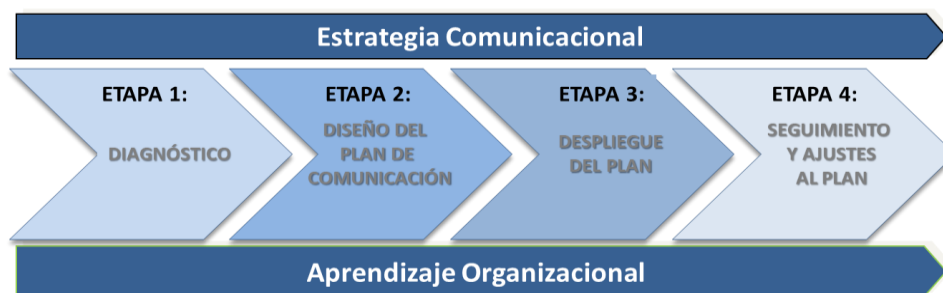 Estrategia Comunicacional
ETAPA 1:
DIAGNÓSTICO
ETAPA 2:
DISEÑO DEL
PLAN DE
COMUNICACIÓN
ETAPA 3:
DESPLIEGUE
DEL PLAN
ETAPA 4:
SEGUIMIENTO
Y AJUSTES
AL PLAN
Aprendizaje Organizacional